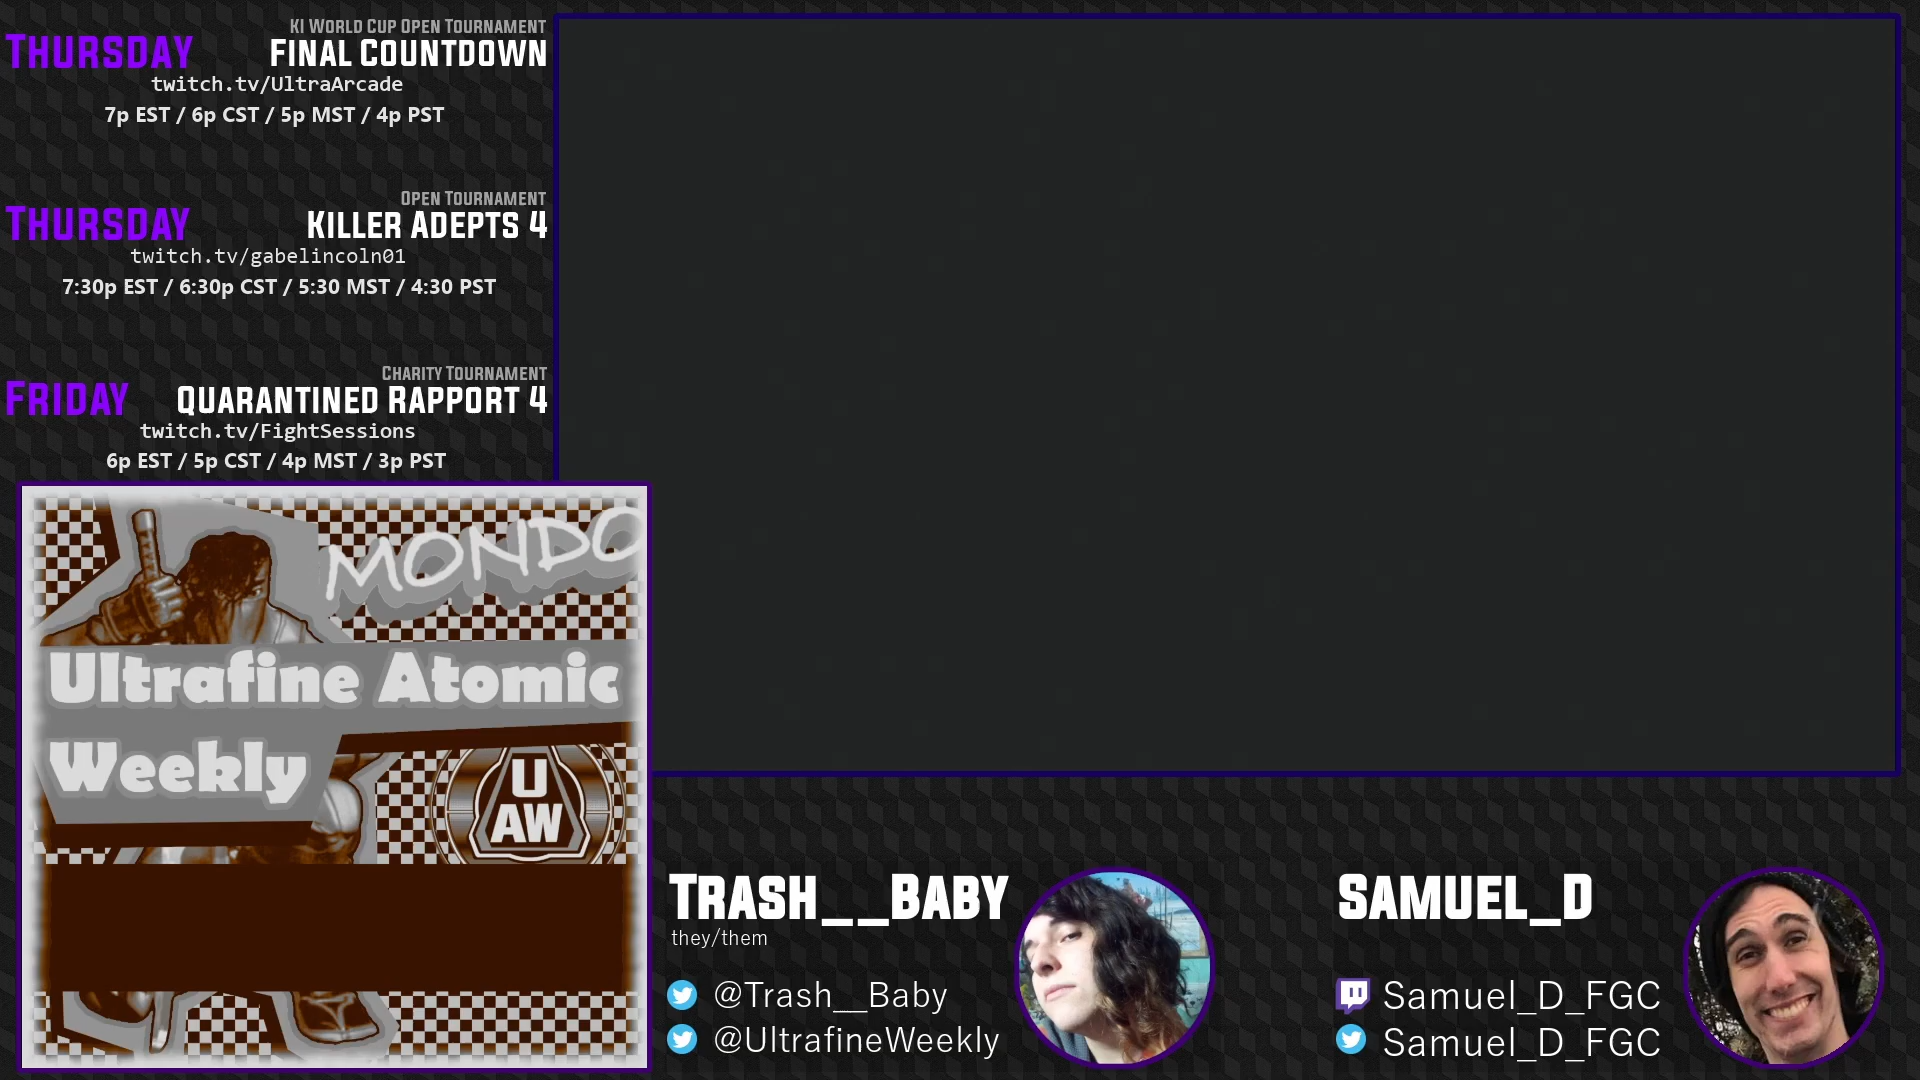 KI World Cup Open Tournament
Thursday Final Countdown
twitch.tv/UltraArcade
7p EST / 6p CST / 5p MST / 4p PST
Open Tournament
Thursday Killer Adepts 4
twitch.tv/gabelincoln01
7:30p EST / 6:30p CST / 5:30 MST / 4:30 PST
Charity Tournament
Friday Quarantined Rapport 4
twitch.tv/FightSessions
6p EST / 5p CST / 4p MST / 3p PST
MONDO
Ultrafine Atomic
Weekly
U
AW
Trash__Baby
they/them
@Trash__Baby
@UltrafineWeekly
Samuel_D
Samuel_D_FGC
Samuel_D_FGC